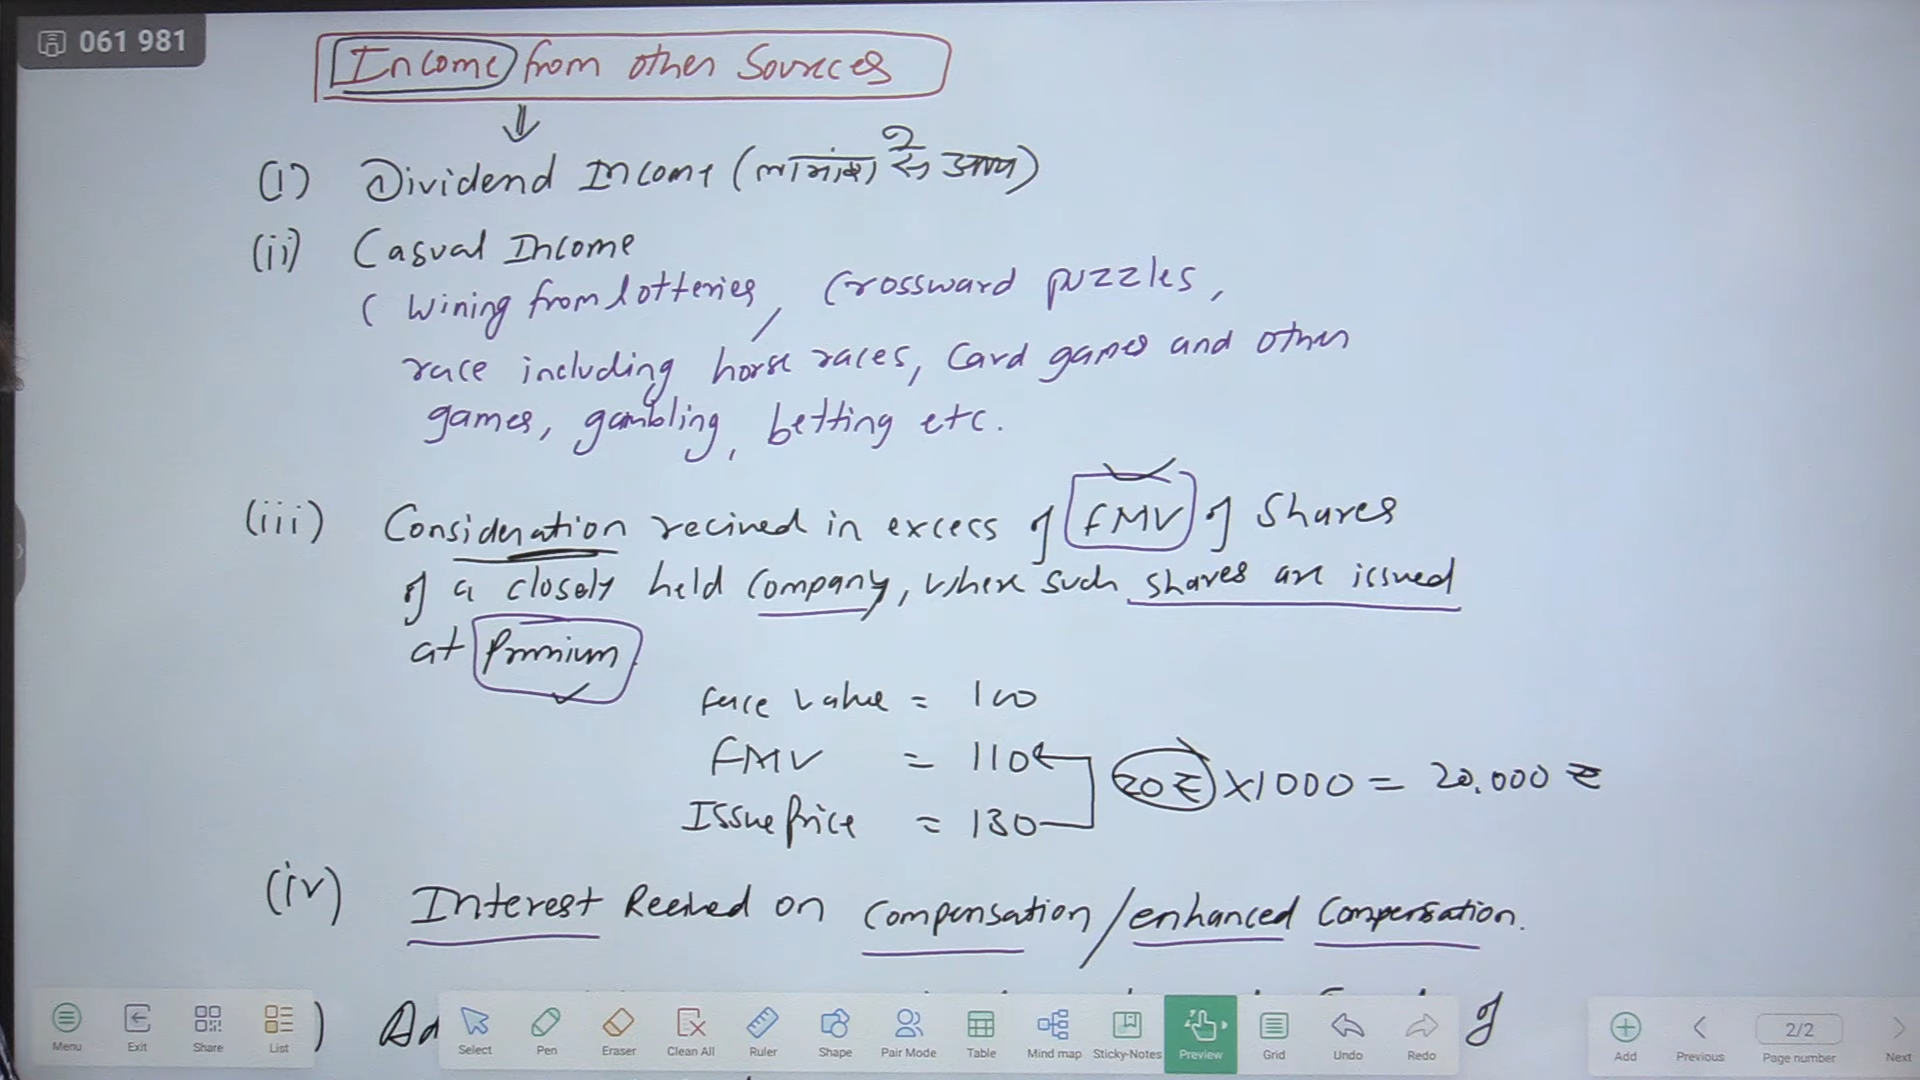 061 981
Income from other Sources
(i) Dividend Income (लाभांश से आय)
(ii) Casual Income
( Wining from lotteries, Crossward puzzles,
race including horse races, Card games and other
games, gambling, betting etc.
(iii) Consideration recived in excess of FMV of Shares
of a closely held Company, where such shares are issued
at Premium
face value = 100
FMV = 110
20 ₹ x1000 = 20,000 ₹
Issue Price = 130
(iv) Interest Received on Compensation/enhanced Compensation.
) Ad of
Menu Exit Share List Select Pen Eraser Clean All Ruler Shape Pair Mode Table Mind map Sticky-Notes Preview Grid Undo Redo Add Previous 2/2 Page number Next